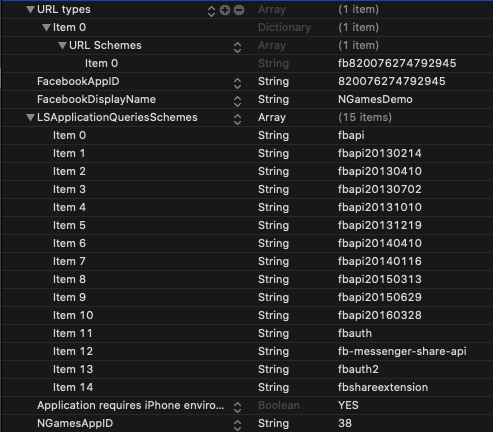 URL types Array (1 item)
Item 0 Dictionary (1 item)
URL Schemes Array (1 item)
Item 0 String fb820076274792945
FacebookAppID String 820076274792945
FacebookDisplayName String NGamesDemo
LSApplicationQueriesSchemes Array (15 items)
Item 0 String fbapi
Item 1 String fbapi20130214
Item 2 String fbapi20130410
Item 3 String fbapi20130702
Item 4 String fbapi20131010
Item 5 String fbapi20131219
Item 6 String fbapi20140410
Item 7 String fbapi20140116
Item 8 String fbapi20150313
Item 9 String fbapi20150629
Item 10 String fbapi20160328
Item 11 String fbauth
Item 12 String fb-messenger-share-api
Item 13 String fbauth2
Item 14 String fbshareextension
Application requires iPhone enviro... Boolean YES
NGamesAppID String 38